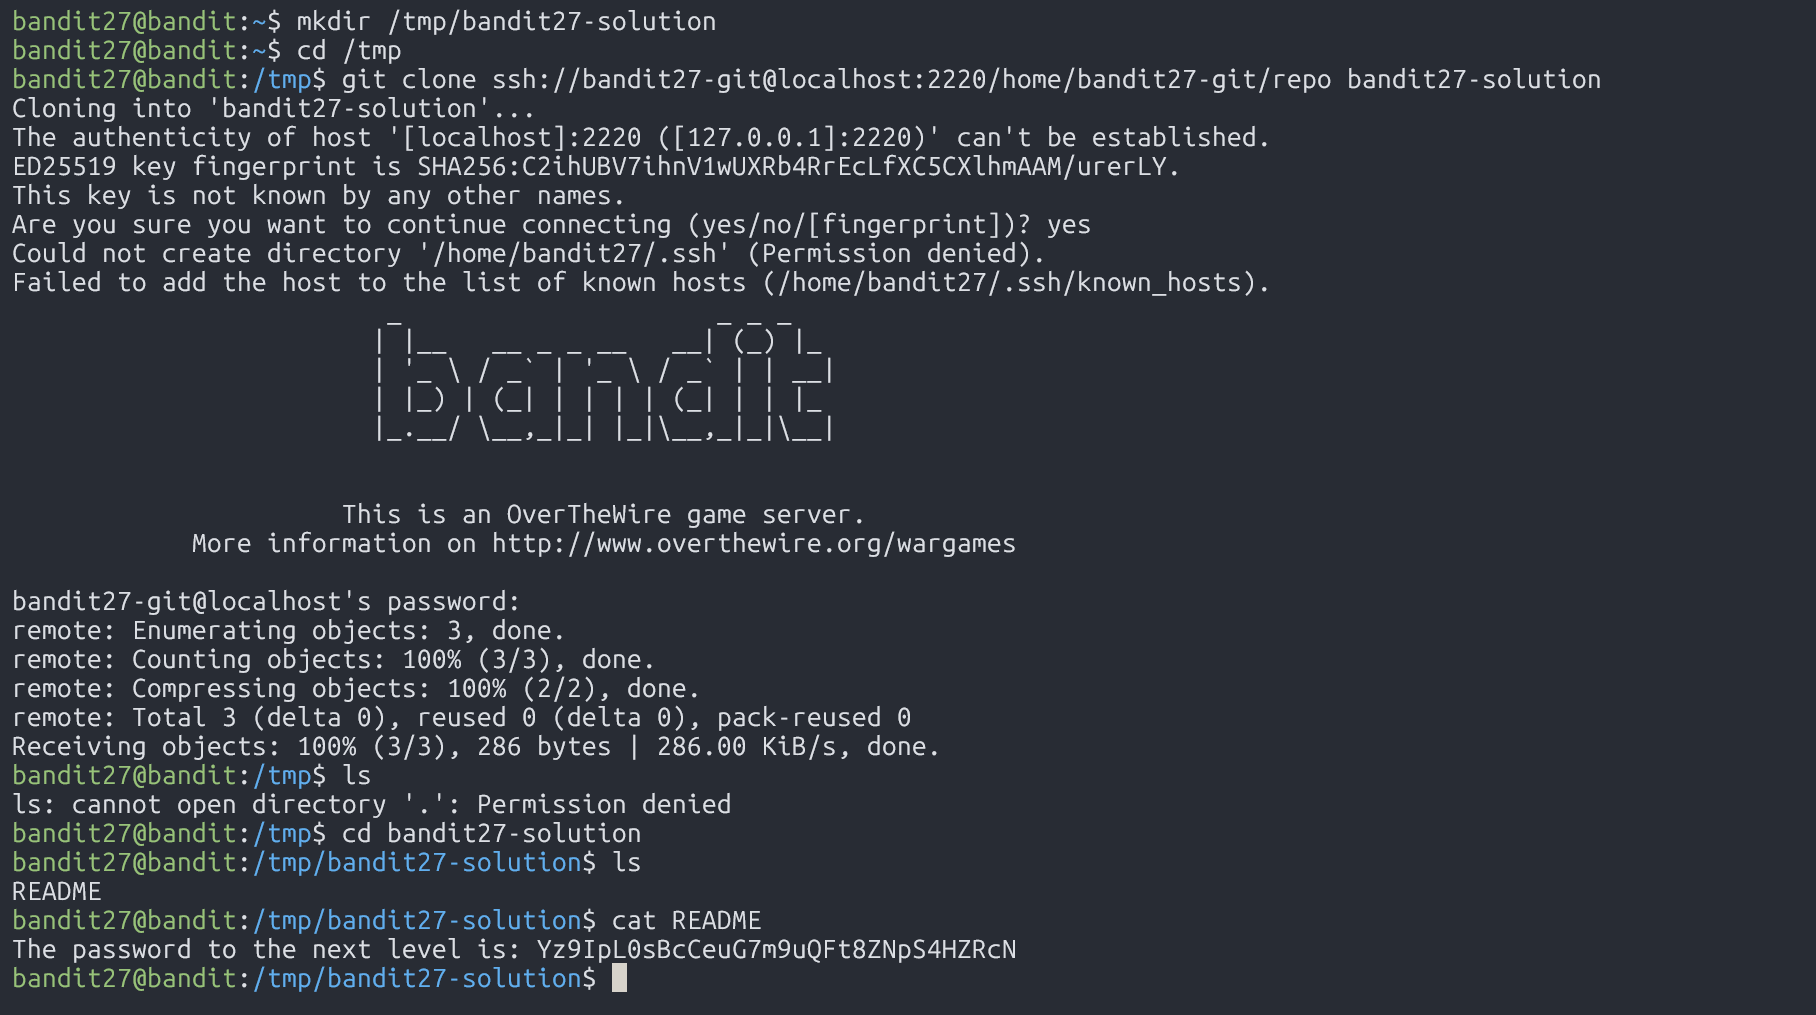 bandit27@bandit:~$ mkdir /tmp/bandit27-solution
bandit27@bandit:~$ cd /tmp
bandit27@bandit:/tmp$ git clone ssh://bandit27-git@localhost:2220/home/bandit27-git/repo bandit27-solution
Cloning into 'bandit27-solution'...
The authenticity of host '[localhost]:2220 ([127.0.0.1]:2220)' can't be established.
ED25519 key fingerprint is SHA256:C2ihUBV7ihnV1wUXRb4RrEcLfXC5CXlhmAAM/urerLY.
This key is not known by any other names.
Are you sure you want to continue connecting (yes/no/[fingerprint])? yes
Could not create directory '/home/bandit27/.ssh' (Permission denied).
Failed to add the host to the list of known hosts (/home/bandit27/.ssh/known_hosts).
                         _                     _ _ _
                        | |__   __ _ _ __   __| (_) |_
                        | '_ \ / _` | '_ \ / _` | | __|
                        | |_) | (_| | | | | (_| | | |_
                        |_.__/ \__,_|_| |_|\__,_|_|\__|
                      This is an OverTheWire game server.
            More information on http://www.overthewire.org/wargames
bandit27-git@localhost's password:
remote: Enumerating objects: 3, done.
remote: Counting objects: 100% (3/3), done.
remote: Compressing objects: 100% (2/2), done.
remote: Total 3 (delta 0), reused 0 (delta 0), pack-reused 0
Receiving objects: 100% (3/3), 286 bytes | 286.00 KiB/s, done.
bandit27@bandit:/tmp$ ls
ls: cannot open directory '.': Permission denied
bandit27@bandit:/tmp$ cd bandit27-solution
bandit27@bandit:/tmp/bandit27-solution$ ls
README
bandit27@bandit:/tmp/bandit27-solution$ cat README
The password to the next level is: Yz9IpL0sBcCeuG7m9uQFt8ZNpS4HZRcN
bandit27@bandit:/tmp/bandit27-solution$